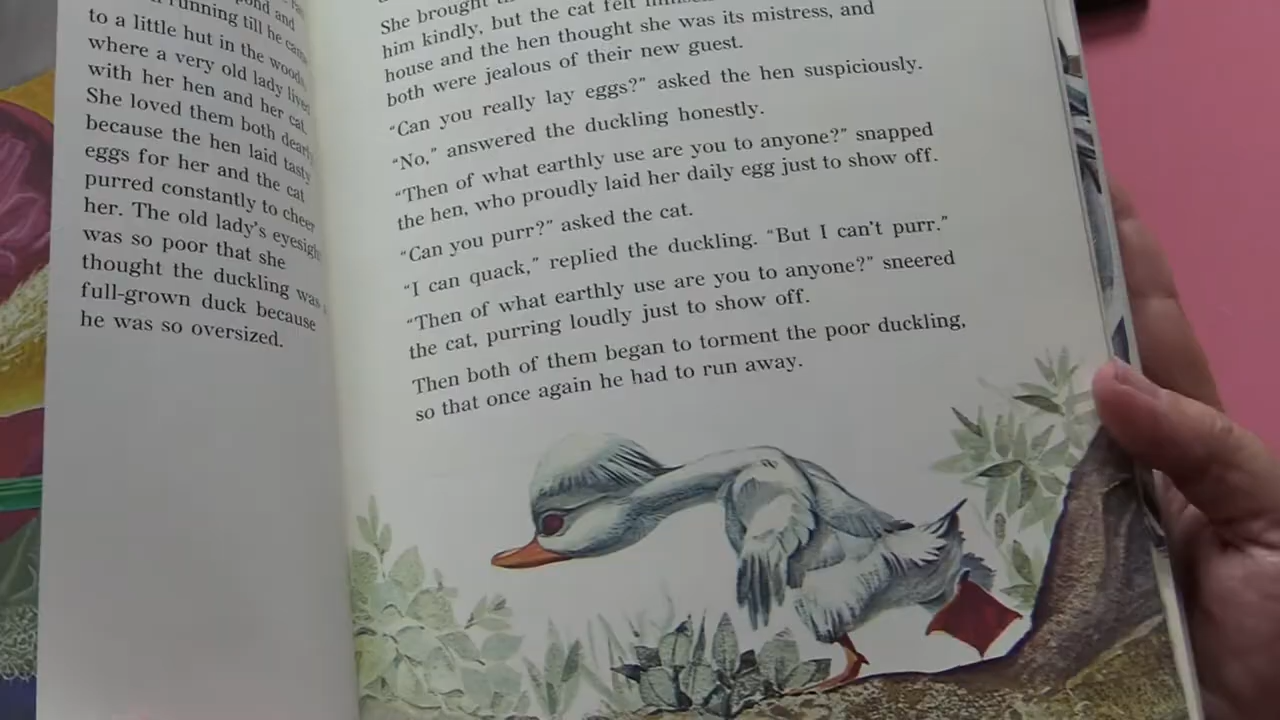 pond and
running till he came
to a little hut in the woods
where a very old lady lived
with her hen and her cat.
She loved them both dearly
because the hen laid tasty
eggs for her and the cat
purred constantly to cheer
her. The old lady's eyesight
was so poor that she
thought the duckling was a
full-grown duck because
he was so oversized.
She brought
him kindly, but the cat felt
house and the hen thought she was its mistress, and
both were jealous of their new guest.
"Can you really lay eggs?" asked the hen suspiciously.
"No," answered the duckling honestly.
"Then of what earthly use are you to anyone?" snapped
the hen, who proudly laid her daily egg just to show off.
"Can you purr?" asked the cat.
"I can quack," replied the duckling. "But I can't purr."
"Then of what earthly use are you to anyone?" sneered
the cat, purring loudly just to show off.
Then both of them began to torment the poor duckling,
so that once again he had to run away.